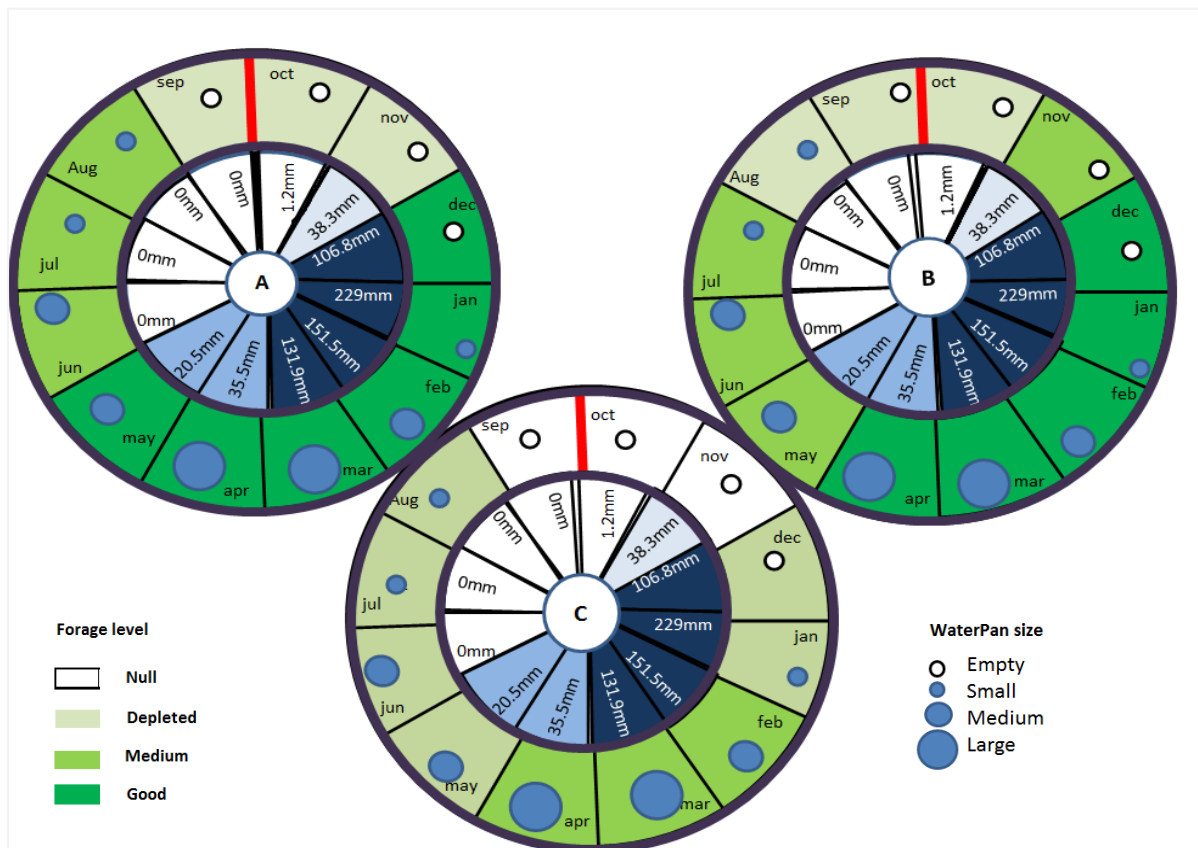 sep
oct
nov
dec
jan
feb
mar
apr
may
jun
jul
Aug
0mm
1.2mm
38.3mm
106.8mm
229mm
151.5mm
131.9mm
35.5mm
20.5mm
0mm
0mm
0mm
A
sep
oct
nov
dec
jan
feb
mar
apr
may
jun
jul
Aug
0mm
1.2mm
38.3mm
106.8mm
229mm
151.5mm
131.9mm
35.5mm
20.5mm
0mm
0mm
0mm
B
sep
oct
nov
dec
jan
feb
mar
apr
may
jun
jul
Aug
0mm
1.2mm
38.3mm
106.8mm
229mm
151.5mm
131.9mm
35.5mm
20.5mm
0mm
0mm
0mm
C
Forage level
Null
Depleted
Medium
Good
WaterPan size
Empty
Small
Medium
Large